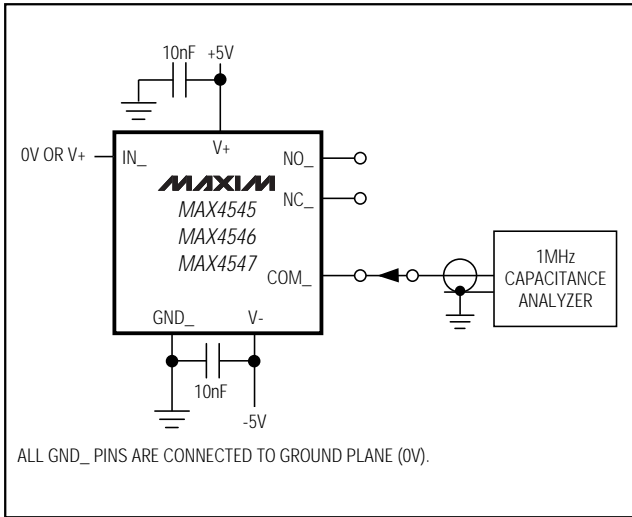 10nF +5V
0V OR V+
IN_
V+
NO_
MAXIM
NC_
MAX4545
MAX4546
MAX4547
COM_
1MHz
CAPACITANCE
ANALYZER
GND_
V-
10nF
-5V
ALL GND_ PINS ARE CONNECTED TO GROUND PLANE (0V).